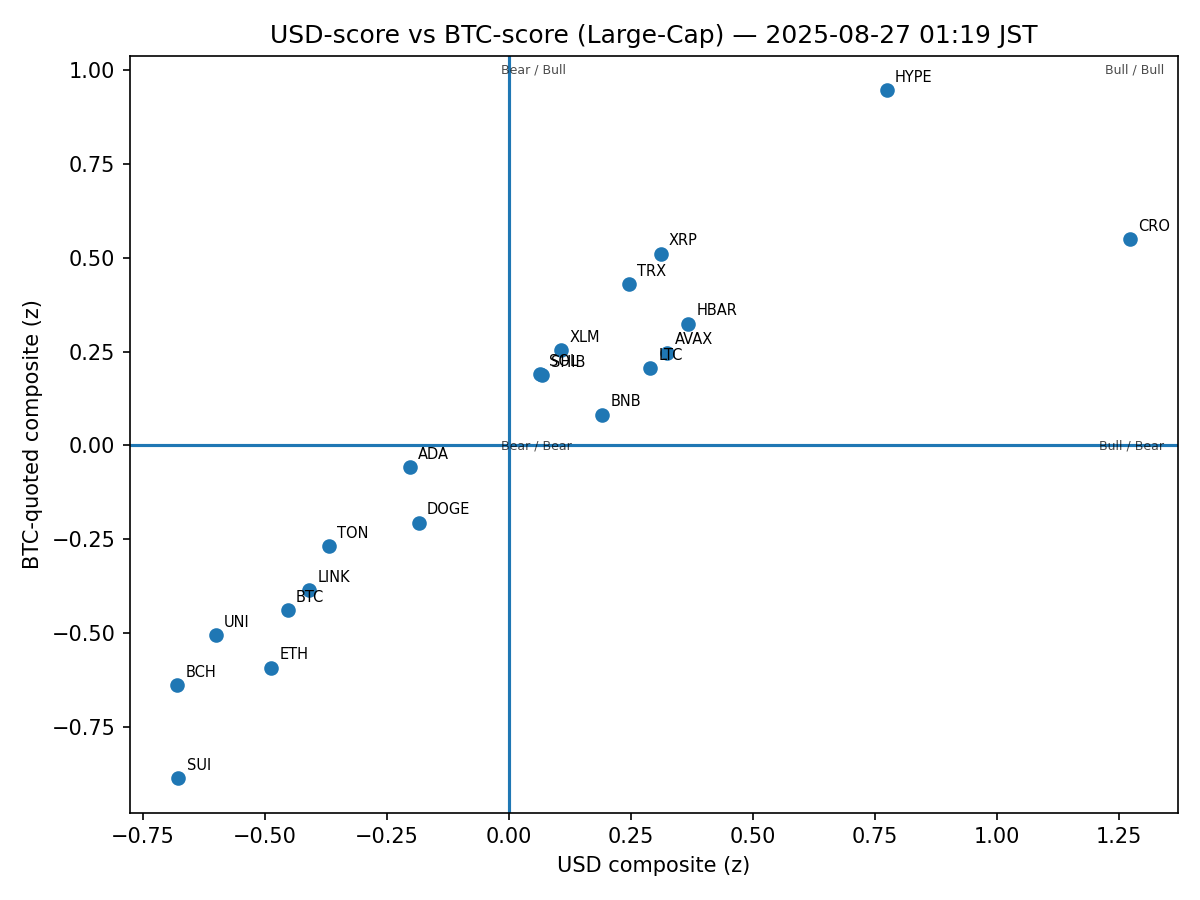 USD-score vs BTC-score (Large-Cap) — 2025-08-27 01:19 JST
Bear / Bull
Bull / Bull
HYPE
CRO
XRP
TRX
HBAR
XLM
AVAX
LTC
SOL
SHIB
BNB
Bear / Bear
Bull / Bear
ADA
DOGE
TON
LINK
BTC
UNI
ETH
BCH
SUI
1.00
0.75
0.50
0.25
0.00
−0.25
−0.50
−0.75
BTC-quoted composite (z)
−0.75
−0.50
−0.25
0.00
0.25
0.50
0.75
1.00
1.25
USD composite (z)